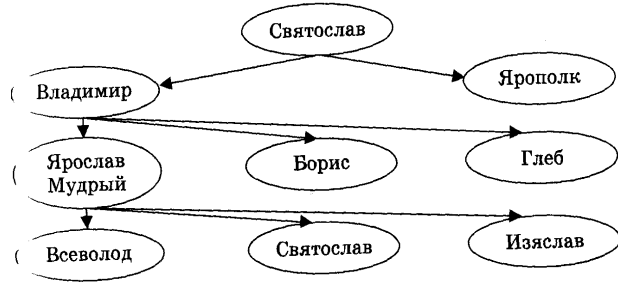 Святослав
Владимир
Ярополк
Ярослав
Мудрый
Борис
Глеб
Всеволод
Святослав
Изяслав